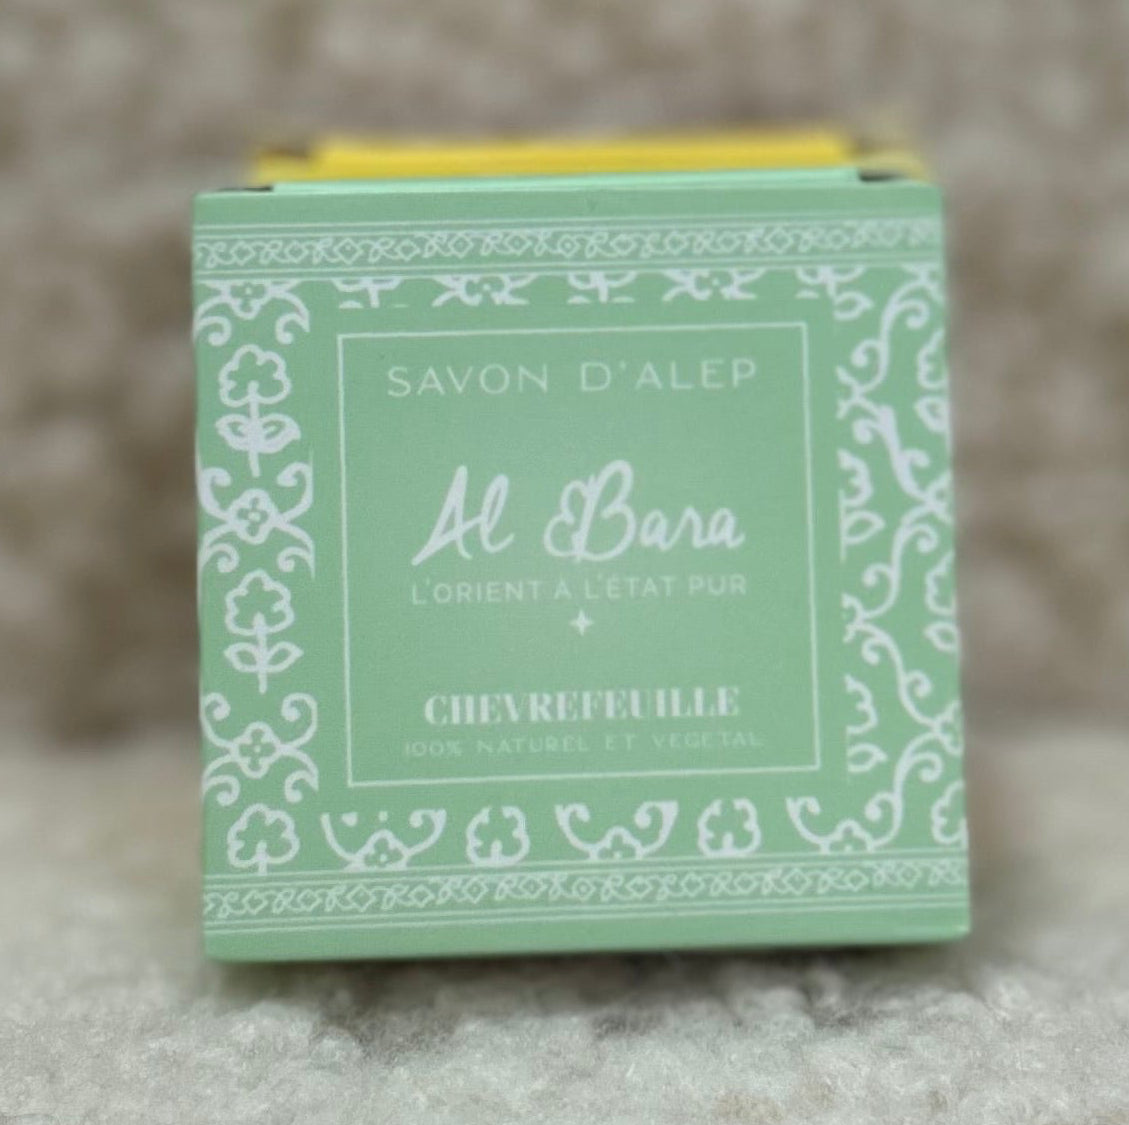 SAVON D'ALEP
Al Bara
L'ORIENT À L'ÉTAT PUR
CHEVREFEUILLE
100% NATUREL ET VEGETAL